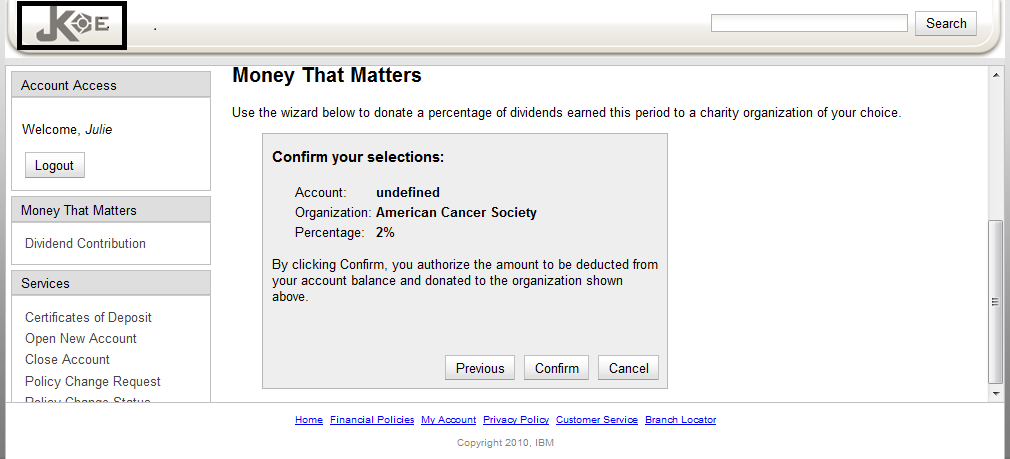 JKE
.
Search
Account Access
Welcome, Julie
Logout
Money That Matters
Dividend Contribution
Services
Certificates of Deposit
Open New Account
Close Account
Policy Change Request
Policy Change Status
Money That Matters
Use the wizard below to donate a percentage of dividends earned this period to a charity organization of your choice.
Confirm your selections:
Account: undefined
Organization: American Cancer Society
Percentage: 2%
By clicking Confirm, you authorize the amount to be deducted from
your account balance and donated to the organization shown
above.
Previous Confirm Cancel
Home Financial Policies My Account Privacy Policy Customer Service Branch Locator
Copyright 2010, IBM